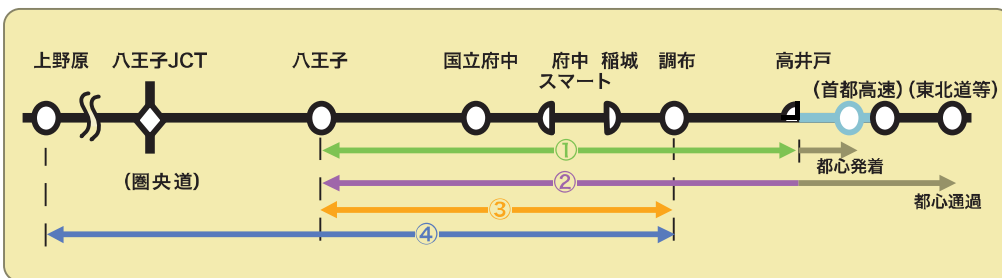 上野原
八王子JCT
八王子
国立府中
府中
スマート
稲城
調布
高井戸
(首都高速)
(東北道等)
(圏央道)
①
都心発着
②
都心通過
③
④